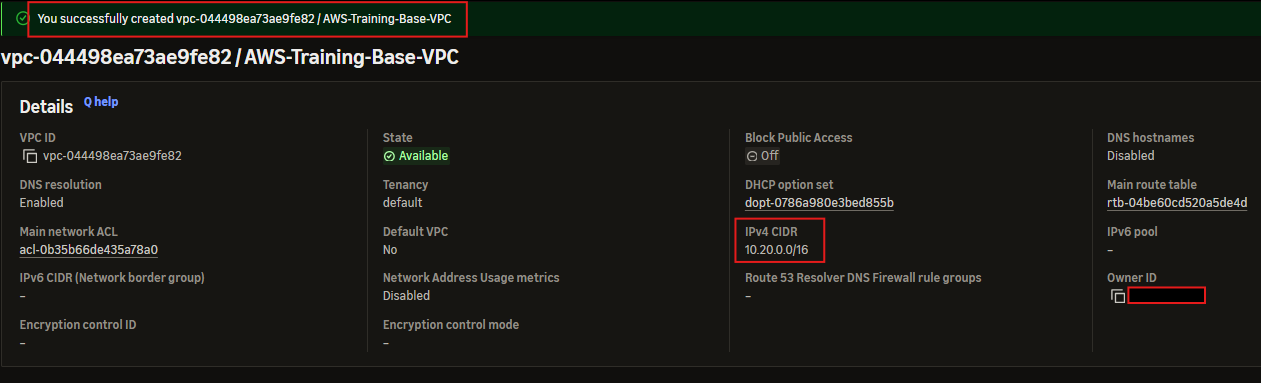 You successfully created vpc-044498ea73ae9fe82 / AWS-Training-Base-VPC
vpc-044498ea73ae9fe82 / AWS-Training-Base-VPC
Details Q help
VPC ID
vpc-044498ea73ae9fe82
State
Available
Block Public Access
Off
DNS hostnames
Disabled
DNS resolution
Enabled
Tenancy
default
DHCP option set
dopt-0786a980e3bed855b
Main route table
rtb-04be60cd520a5de4d
Main network ACL
acl-0b35b66de435a78a0
Default VPC
No
IPv4 CIDR
10.20.0.0/16
IPv6 pool
–
IPv6 CIDR (Network border group)
–
Network Address Usage metrics
Disabled
Route 53 Resolver DNS Firewall rule groups
–
Owner ID
Encryption control ID
–
Encryption control mode
–